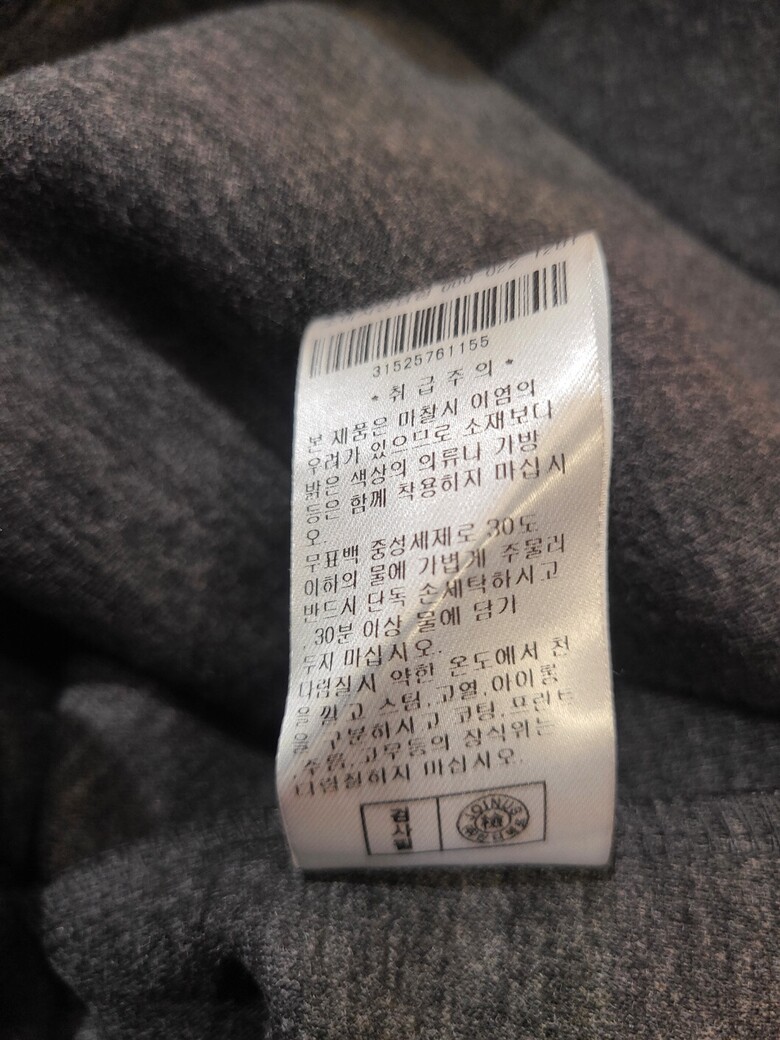 31525761155
* 취 급 주 의 *
본 제품은 마찰시 이염의
우려가 있으므로 소재보다
밝은 색상의 의류나 가방
등은 함께 착용하지 마십시
오.
무표백 중성세제로 30도
이하의 물에 가볍게 주물러
반드시 단독 손세탁하시고
, 30분 이상 물에 담가
두지 마십시오.
다림질시 약한 온도에서 천
을 깔고 스팀,고열,아이롱
을 구분하시고 코팅,프린트
,주름,고무등의 장식위는
다림질하지 마십시오.
검사필
JOINUS
檢